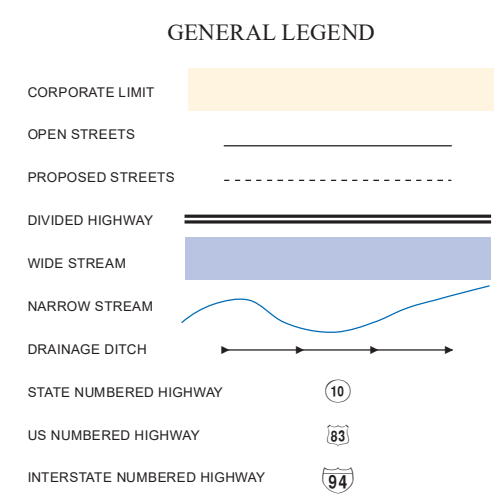 GENERAL LEGEND
CORPORATE LIMIT
OPEN STREETS
PROPOSED STREETS
DIVIDED HIGHWAY
WIDE STREAM
NARROW STREAM
DRAINAGE DITCH
STATE NUMBERED HIGHWAY 10
US NUMBERED HIGHWAY 83
INTERSTATE NUMBERED HIGHWAY 94